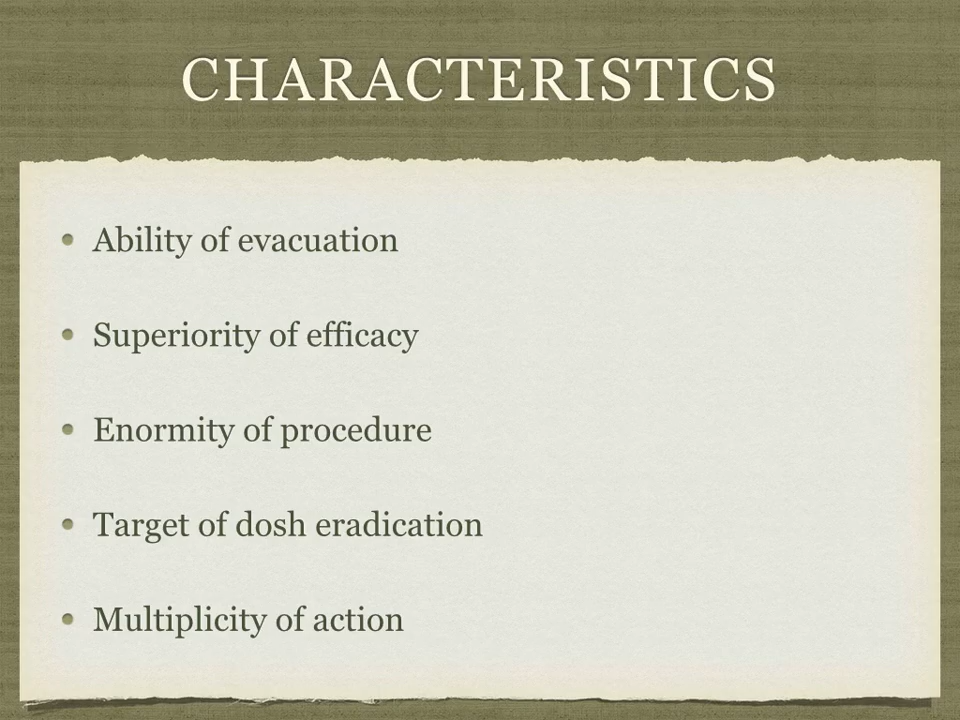 CHARACTERISTICS
Ability of evacuation
Superiority of efficacy
Enormity of procedure
Target of dosh eradication
Multiplicity of action